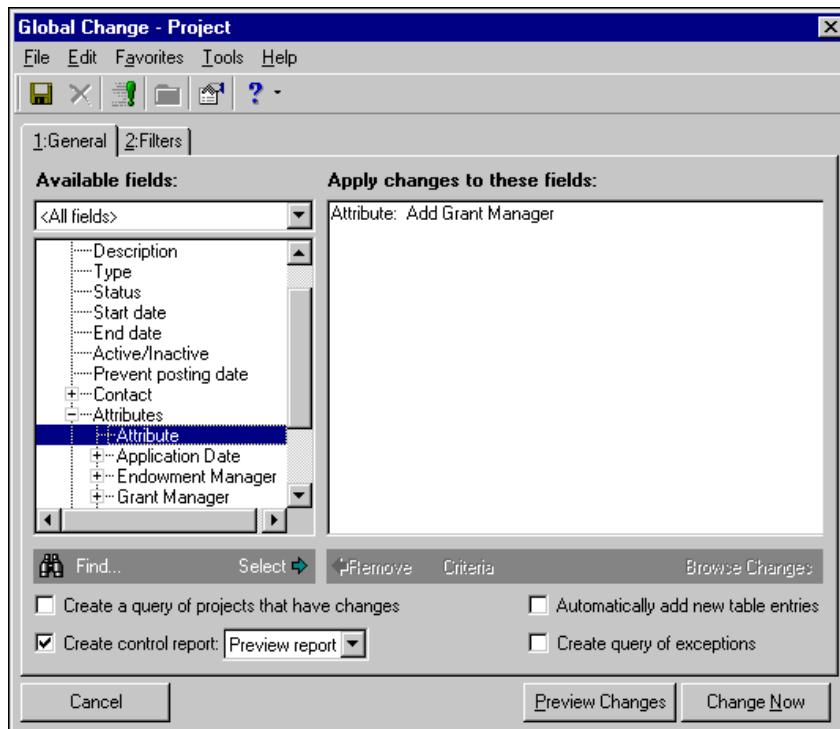 Global Change - Project
File Edit Favorites Tools Help
1:General 2:Filters
Available fields:
<All fields>
Description
Type
Status
Start date
End date
Active/Inactive
Prevent posting date
Contact
Attributes
Attribute
Application Date
Endowment Manager
Grant Manager
Find... Select
Apply changes to these fields:
Attribute: Add Grant Manager
Remove Criteria Browse Changes
Create a query of projects that have changes
Automatically add new table entries
Create control report: Preview report
Create query of exceptions
Cancel Preview Changes Change Now